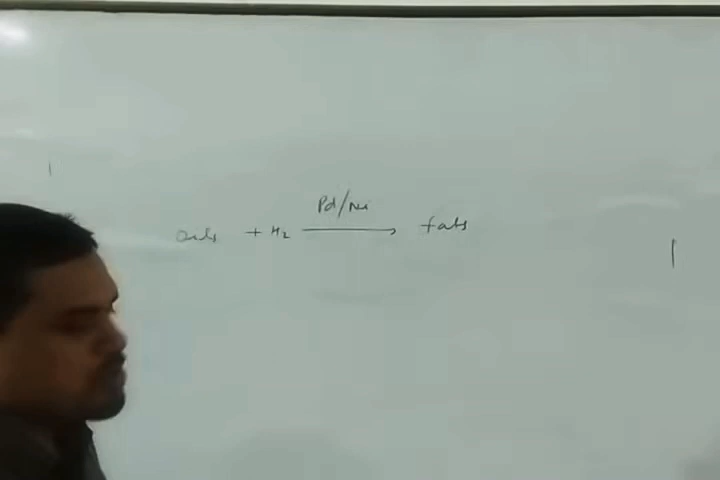 Pd/Ni
oils + H2 → fats